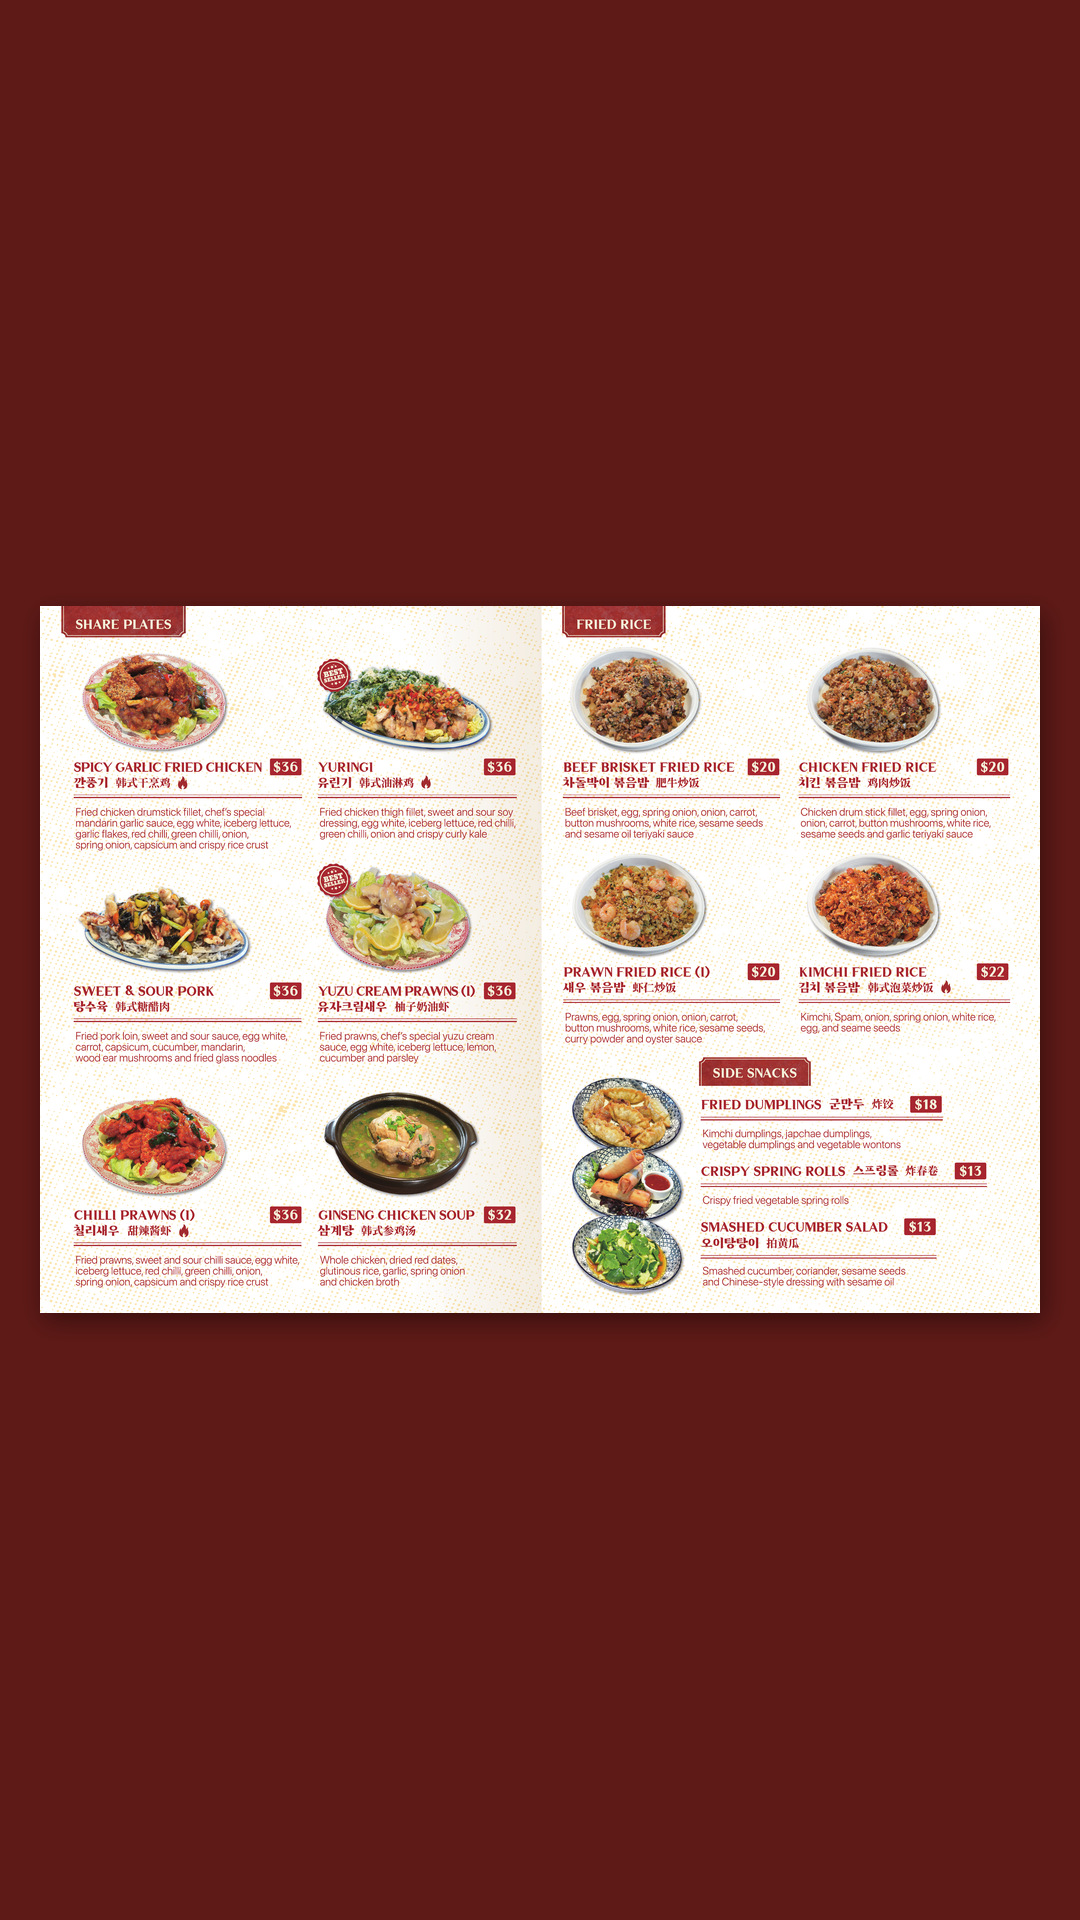 SHARE PLATES
SPICY GARLIC FRIED CHICKEN $36
깐풍기 韩式干烹鸡
Fried chicken drumstick fillet, chef's special
mandarin garlic sauce, egg white, iceberg lettuce,
garlic flakes, red chilli, green chilli, onion,
spring onion, capsicum and crispy rice crust
BEST SELLER
YURINGI $36
유린기 韩式油淋鸡
Fried chicken thigh fillet, sweet and sour soy
dressing, egg white, iceberg lettuce, red chilli,
green chilli, onion and crispy curly kale
SWEET & SOUR PORK $36
탕수육 韩式糖醋肉
Fried pork loin, sweet and sour sauce, egg white,
carrot, capsicum, cucumber, mandarin,
wood ear mushrooms and fried glass noodles
BEST SELLER
YUZU CREAM PRAWNS (I) $36
유자크림새우 柚子奶油虾
Fried prawns, chef's special yuzu cream
sauce, egg white, iceberg lettuce, lemon,
cucumber and parsley
CHILLI PRAWNS (I) $36
칠리새우 甜辣酱虾
Fried prawns, sweet and sour chilli sauce, egg white,
iceberg lettuce, red chilli, green chilli, onion,
spring onion, capsicum and crispy rice crust
GINSENG CHICKEN SOUP $32
삼계탕 韩式参鸡汤
Whole chicken, dried red dates,
glutinous rice, garlic, spring onion
and chicken broth
FRIED RICE
BEEF BRISKET FRIED RICE $20
차돌박이 볶음밥 肥牛炒饭
Beef brisket, egg, spring onion, onion, carrot,
button mushrooms, white rice, sesame seeds
and sesame oil teriyaki sauce
CHICKEN FRIED RICE $20
치킨 볶음밥 鸡肉炒饭
Chicken drum stick fillet, egg, spring onion,
onion, carrot, button mushrooms, white rice,
sesame seeds and garlic teriyaki sauce
PRAWN FRIED RICE (I) $20
새우 볶음밥 虾仁炒饭
Prawns, egg, spring onion, onion, carrot,
button mushrooms, white rice, sesame seeds,
curry powder and oyster sauce
KIMCHI FRIED RICE $22
김치 볶음밥 韩式泡菜炒饭
Kimchi, Spam, onion, spring onion, white rice,
egg, and seame seeds
SIDE SNACKS
FRIED DUMPLINGS 군만두 炸饺 $18
Kimchi dumplings, japchae dumplings,
vegetable dumplings and vegetable wontons
CRISPY SPRING ROLLS 스프링롤 炸春卷 $13
Crispy fried vegetable spring rolls
SMASHED CUCUMBER SALAD $13
오이탕탕이 拍黄瓜
Smashed cucumber, coriander, sesame seeds
and Chinese-style dressing with sesame oil